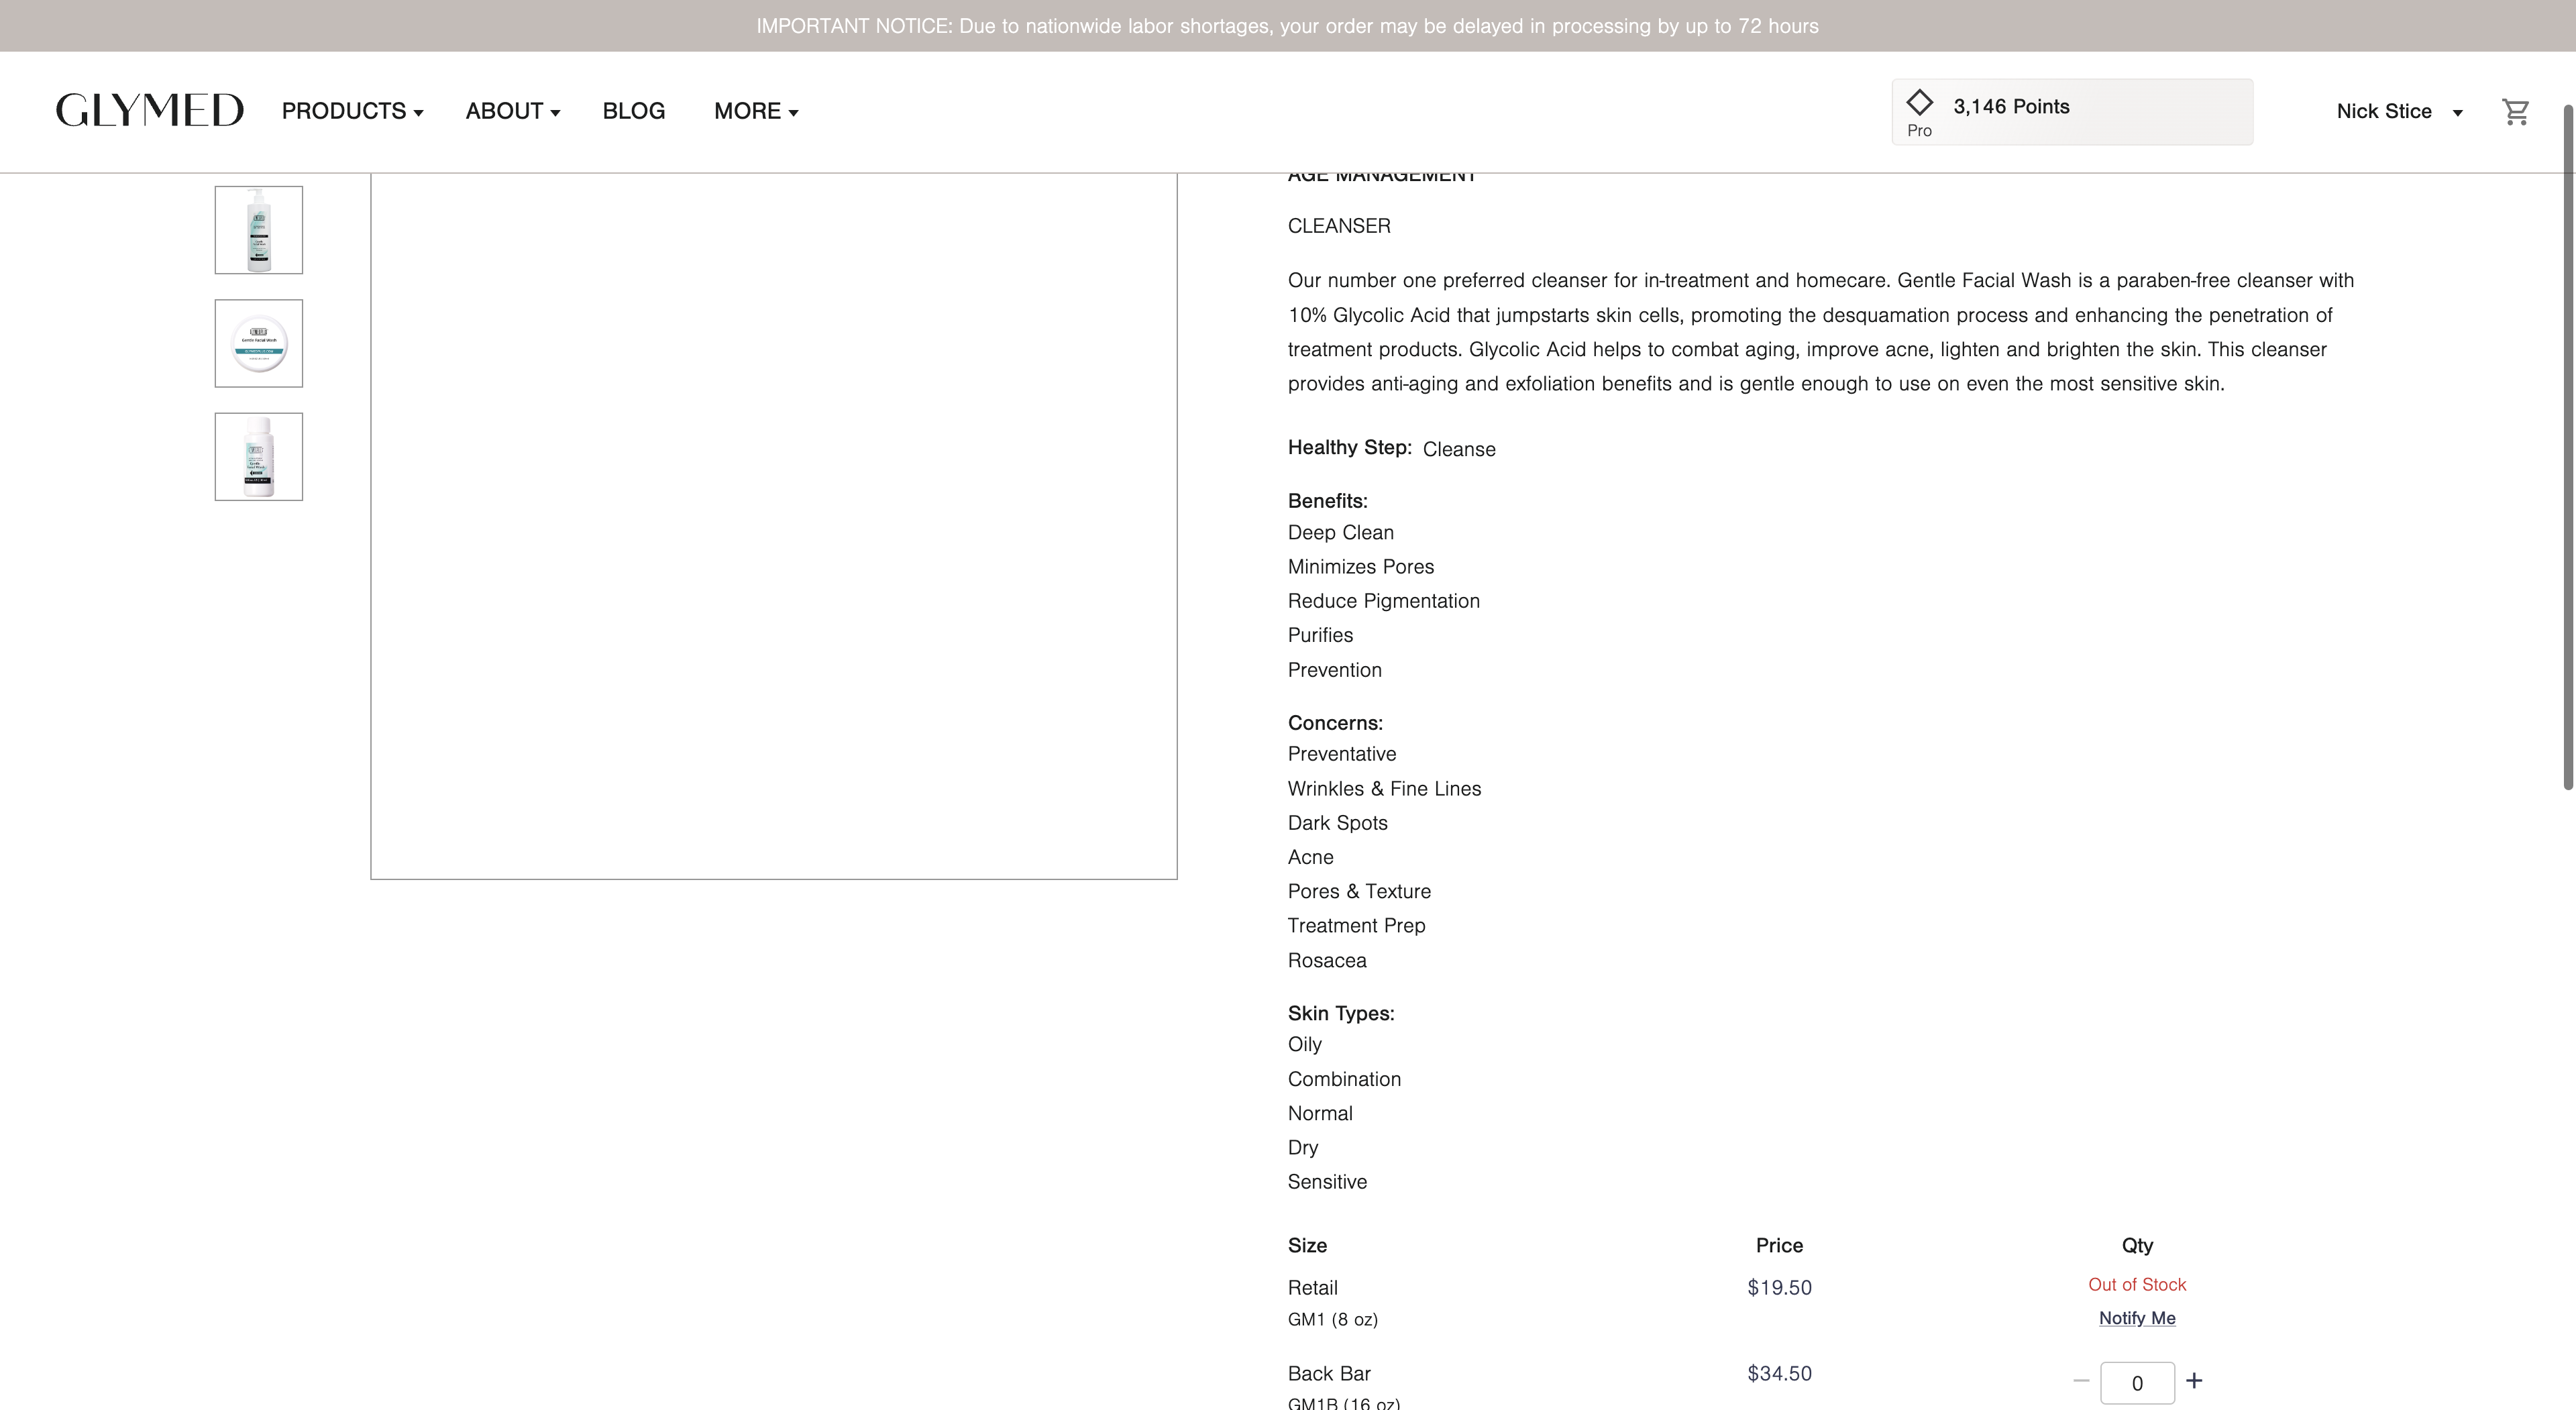 IMPORTANT NOTICE: Due to nationwide labor shortages, your order may be delayed in processing by up to 72 hours
GLYMED
PRODUCTS
ABOUT
BLOG
MORE
3,146 Points
Pro
Nick Stice
AGE MANAGEMENT
CLEANSER
Our number one preferred cleanser for in-treatment and homecare. Gentle Facial Wash is a paraben-free cleanser with
10% Glycolic Acid that jumpstarts skin cells, promoting the desquamation process and enhancing the penetration of
treatment products. Glycolic Acid helps to combat aging, improve acne, lighten and brighten the skin. This cleanser
provides anti-aging and exfoliation benefits and is gentle enough to use on even the most sensitive skin.
Healthy Step: Cleanse
Benefits:
Deep Clean
Minimizes Pores
Reduce Pigmentation
Purifies
Prevention
Concerns:
Preventative
Wrinkles & Fine Lines
Dark Spots
Acne
Pores & Texture
Treatment Prep
Rosacea
Skin Types:
Oily
Combination
Normal
Dry
Sensitive
Size Price Qty
Retail $19.50 Out of Stock
GM1 (8 oz) Notify Me
Back Bar $34.50 − 0 +
GM1B (16 oz)
Gentle Facial Wash